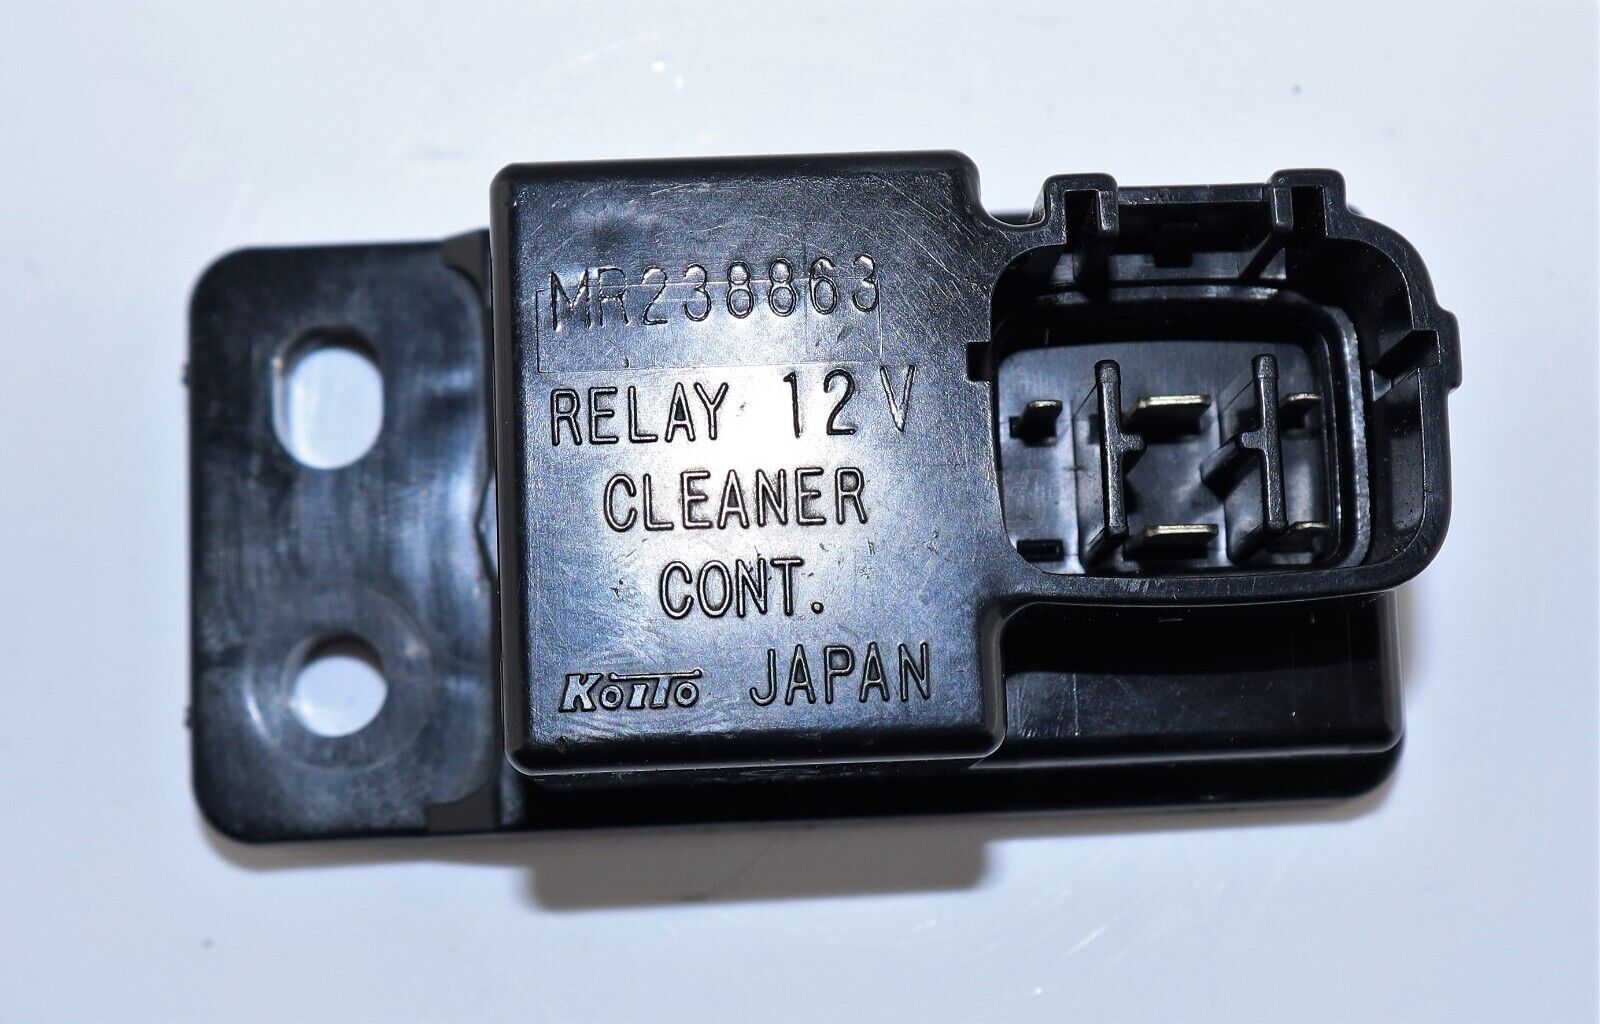 MR238863
RELAY 12V
CLEANER
CONT.
KOITO JAPAN